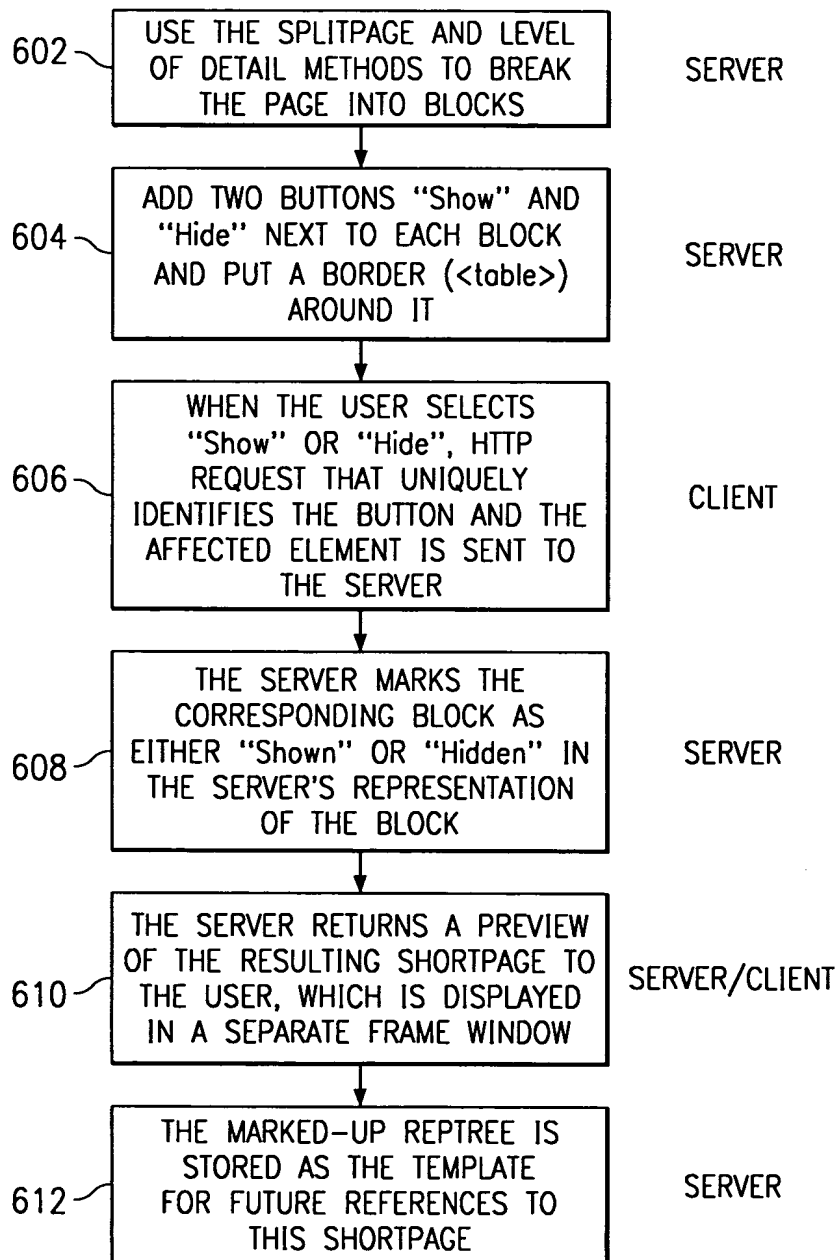 602
USE THE SPLITPAGE AND LEVEL
OF DETAIL METHODS TO BREAK
THE PAGE INTO BLOCKS
SERVER
604
ADD TWO BUTTONS “Show” AND
“Hide” NEXT TO EACH BLOCK
AND PUT A BORDER (<table>)
AROUND IT
SERVER
606
WHEN THE USER SELECTS
“Show” OR “Hide”, HTTP
REQUEST THAT UNIQUELY
IDENTIFIES THE BUTTON AND THE
AFFECTED ELEMENT IS SENT TO
THE SERVER
CLIENT
608
THE SERVER MARKS THE
CORRESPONDING BLOCK AS
EITHER “Shown” OR “Hidden” IN
THE SERVER'S REPRESENTATION
OF THE BLOCK
SERVER
610
THE SERVER RETURNS A PREVIEW
OF THE RESULTING SHORTPAGE TO
THE USER, WHICH IS DISPLAYED
IN A SEPARATE FRAME WINDOW
SERVER/CLIENT
612
THE MARKED-UP REPTREE IS
STORED AS THE TEMPLATE
FOR FUTURE REFERENCES TO
THIS SHORTPAGE
SERVER